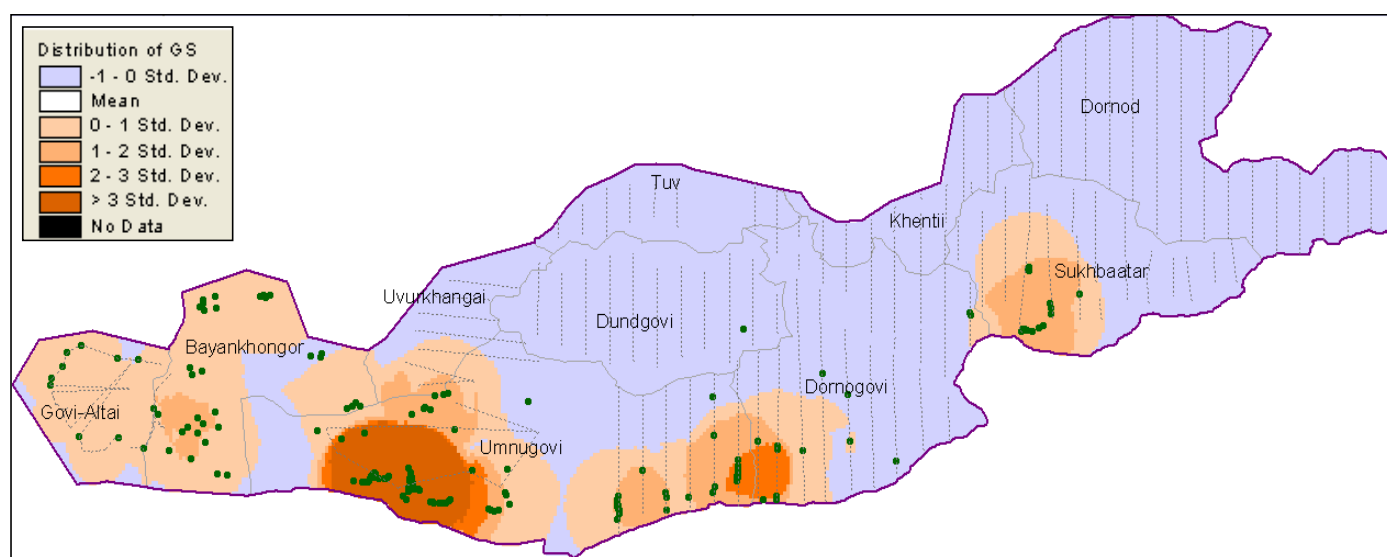 Distribution of GS
-1 - 0 Std. Dev.
Mean
0 - 1 Std. Dev.
1 - 2 Std. Dev.
2 - 3 Std. Dev.
> 3 Std. Dev.
No Data
Dornod
Tuv
Khentii
Sukhbaatar
Uvurkhangai
Dundgovi
Bayankhongor
Dornogovi
Govi-Altai
Umnugovi